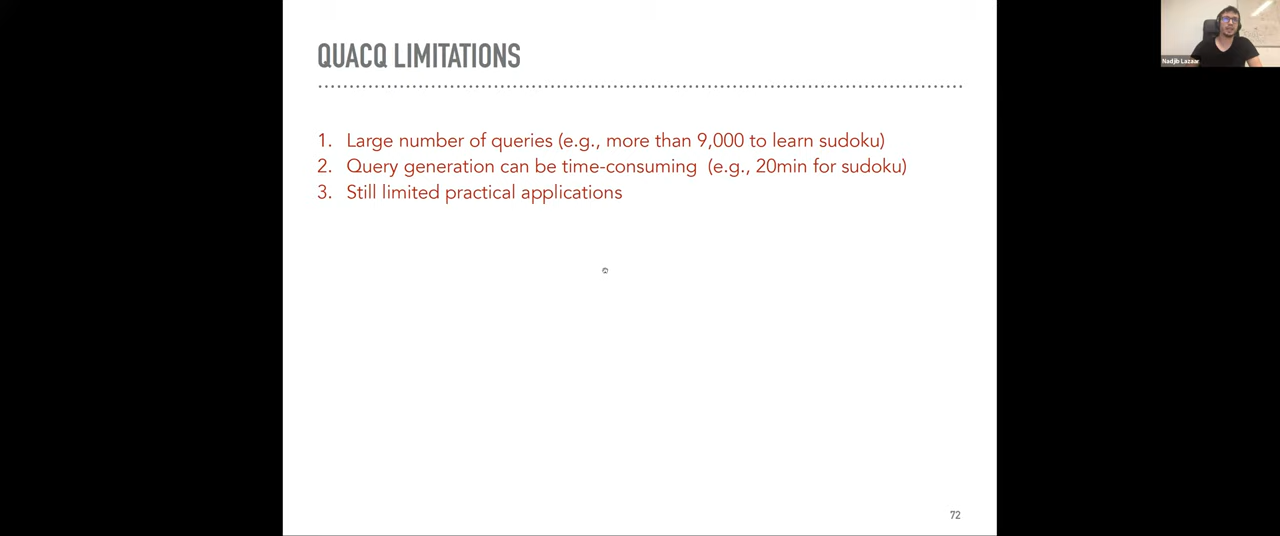 QUACQ LIMITATIONS
Nadjib Lazaar
1. Large number of queries (e.g., more than 9,000 to learn sudoku)
2. Query generation can be time-consuming (e.g., 20min for sudoku)
3. Still limited practical applications
72